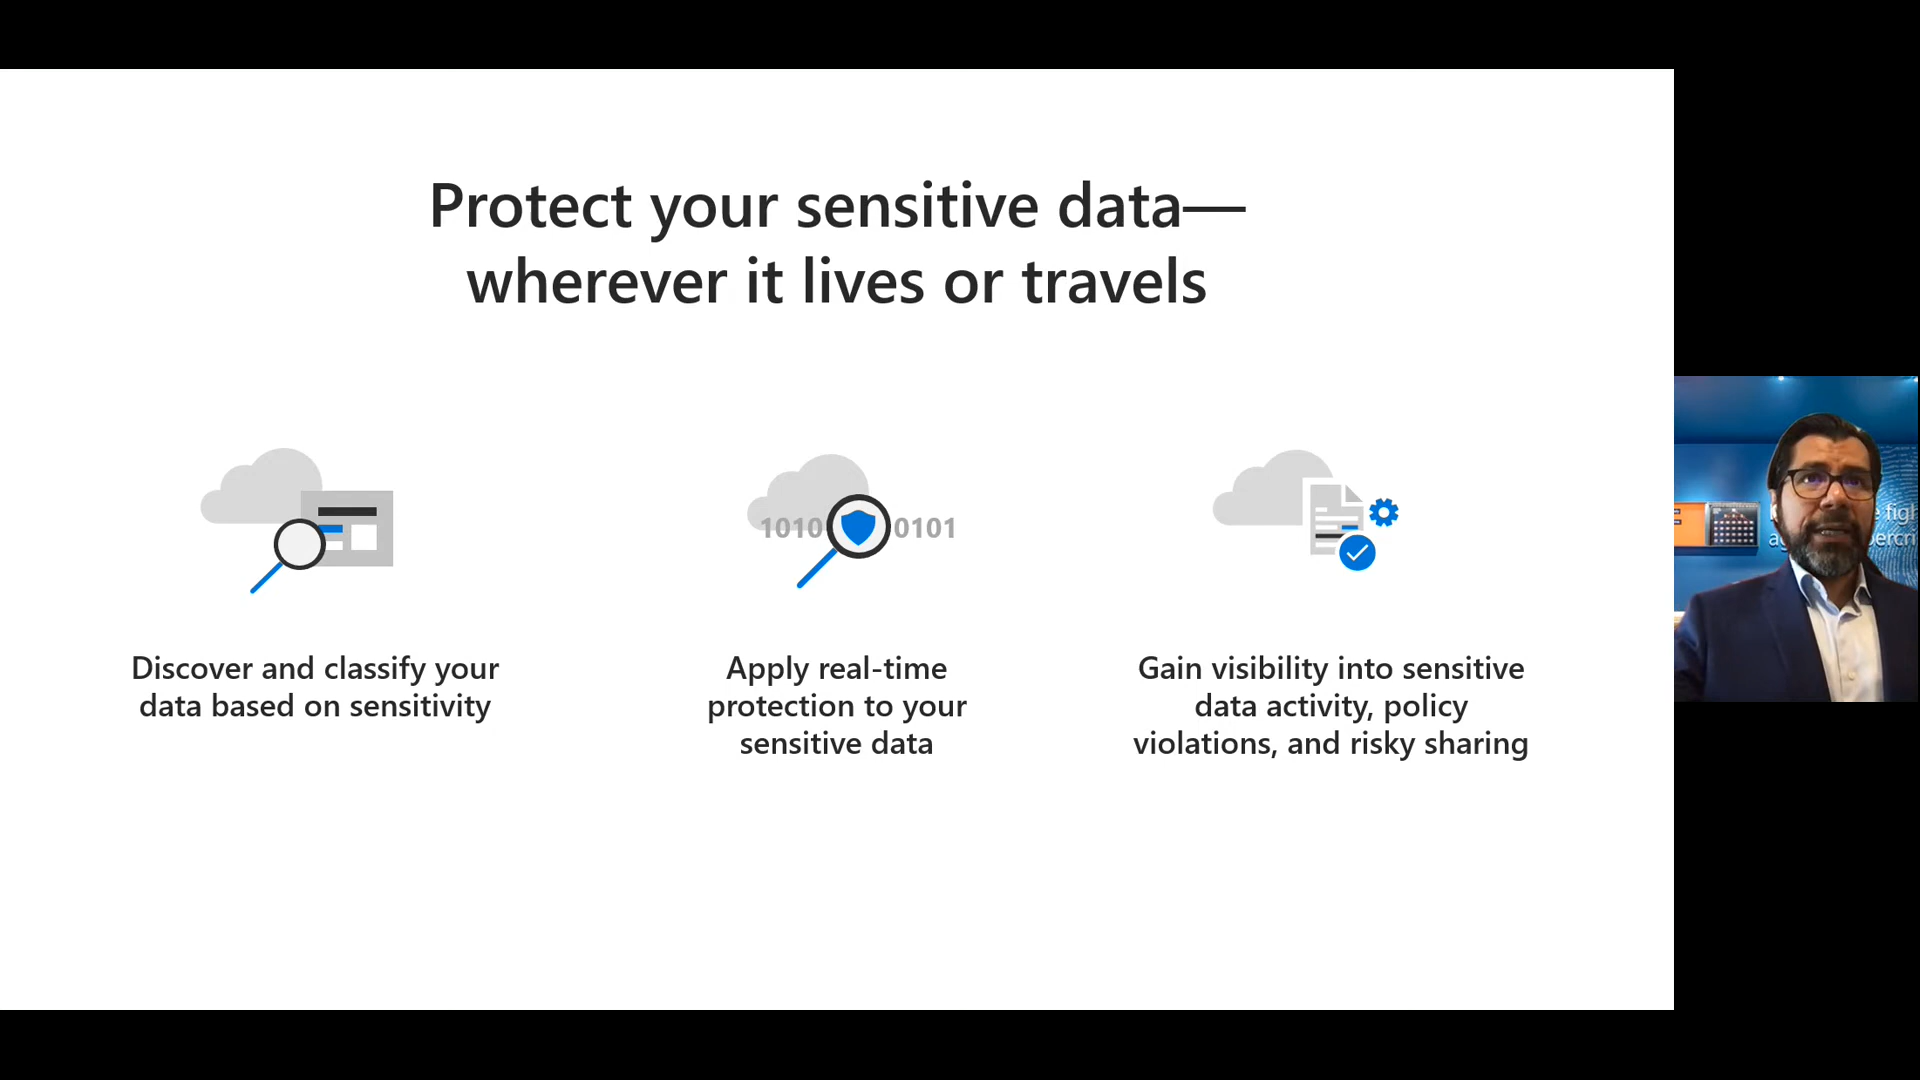 Protect your sensitive data—
wherever it lives or travels
1010
0101
Discover and classify your
data based on sensitivity
Apply real-time
protection to your
sensitive data
Gain visibility into sensitive
data activity, policy
violations, and risky sharing